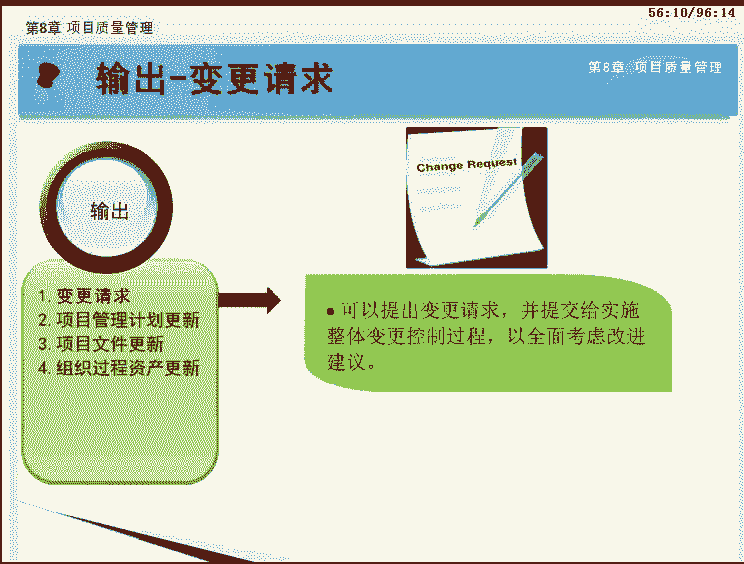 56:10/96:14
第8章 项目质量管理
输出-变更请求
第8章 项目质量管理
Change Request
输出
1. 变更请求
2. 项目管理计划更新
3. 项目文件更新
4. 组织过程资产更新
● 可以提出变更请求，并提交给实施
整体变更控制过程，以全面考虑改进
建议。